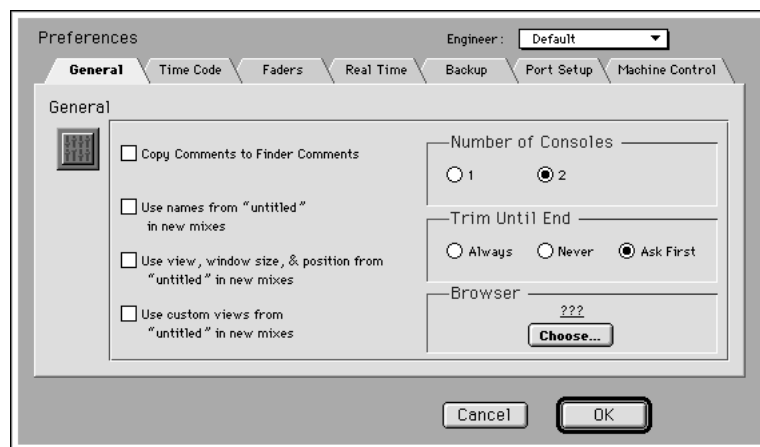 Preferences
Engineer: Default
General Time Code Faders Real Time Backup Port Setup Machine Control
General
Copy Comments to Finder Comments
Use names from "untitled"
in new mixes
Use view, window size, & position from
"untitled" in new mixes
Use custom views from
"untitled" in new mixes
Number of Consoles
1 2
Trim Until End
Always Never Ask First
Browser
???
Choose...
Cancel OK